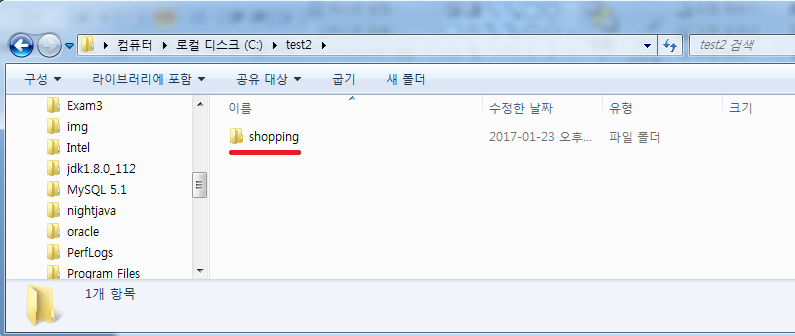 컴퓨터 로컬 디스크 (C:) test2 test2 검색
구성 라이브러리에 포함 공유 대상 굽기 새 폴더
Exam3
img
Intel
jdk1.8.0_112
MySQL 5.1
nightjava
oracle
PerfLogs
Program Files
이름 수정한 날짜 유형 크기
shopping 2017-01-23 오후... 파일 폴더
1개 항목